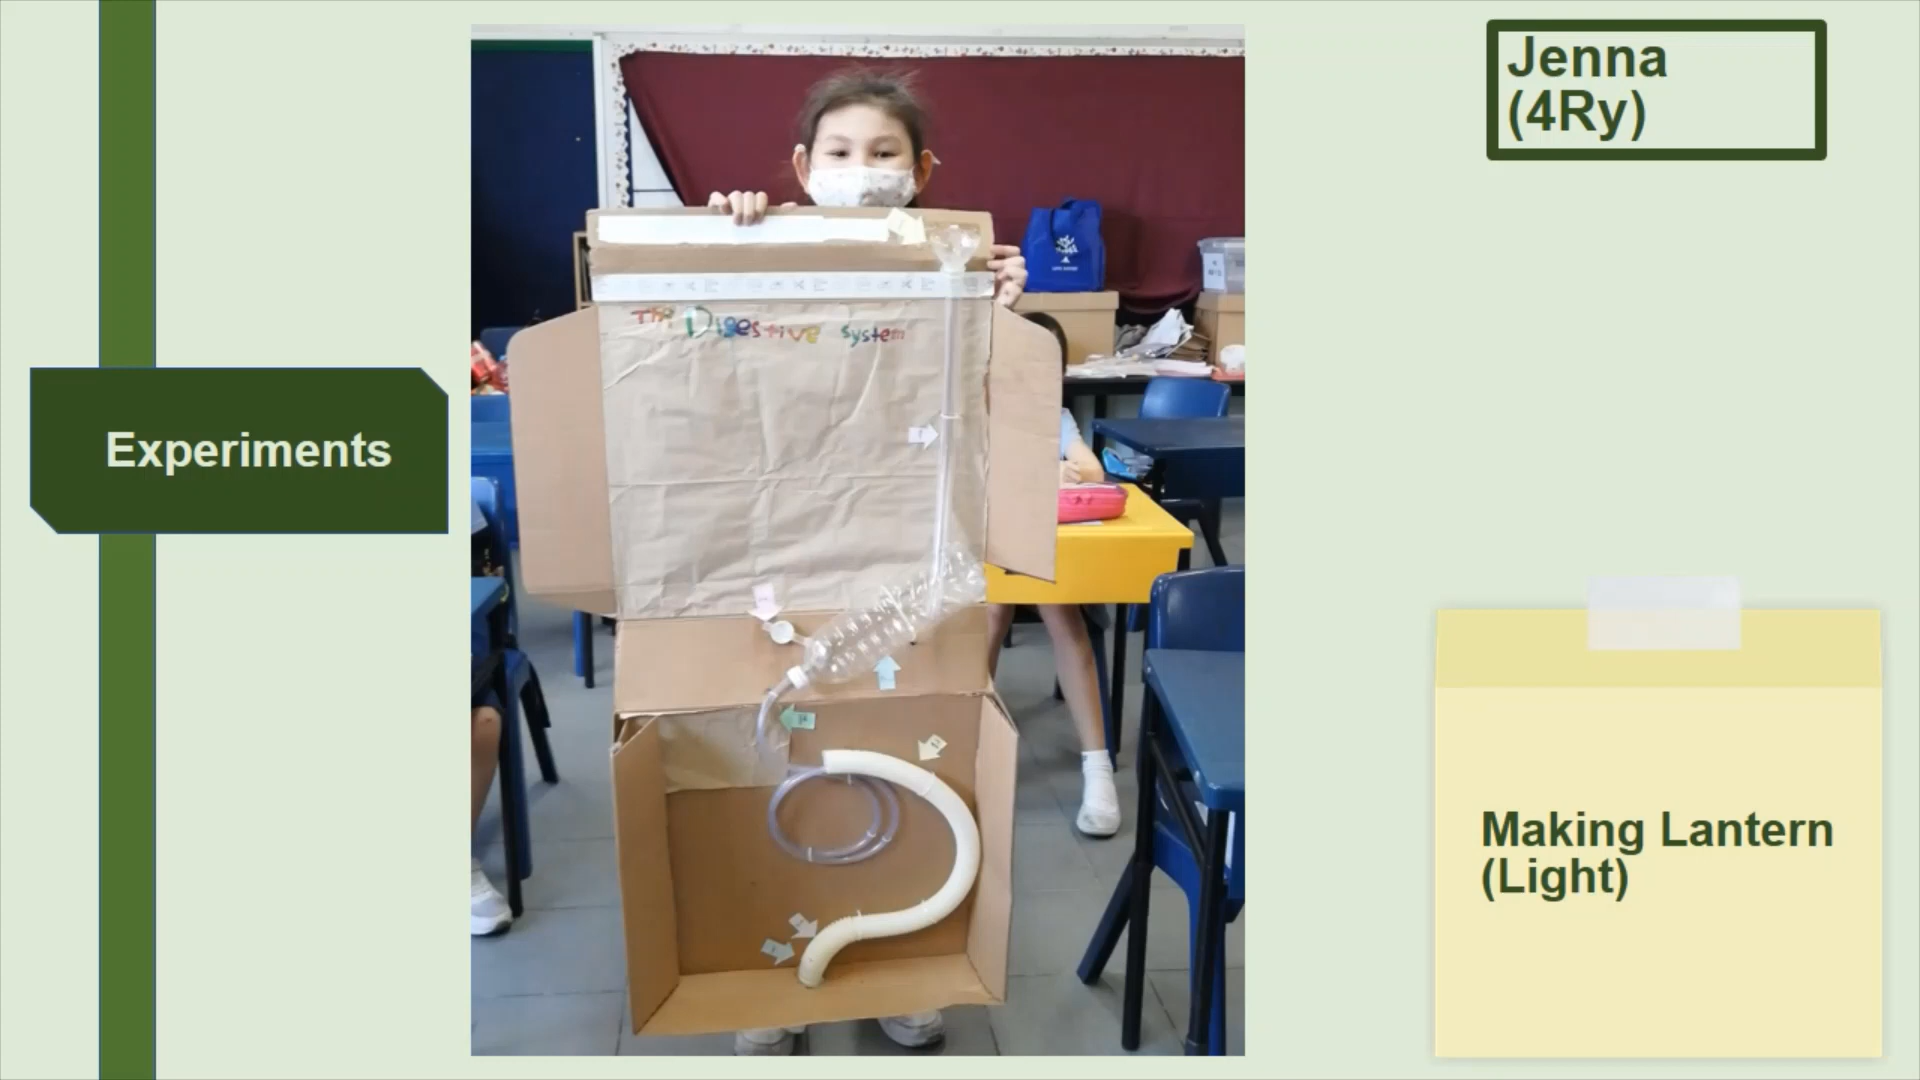 Jenna
(4Ry)
The Digestive system
Experiments
Making Lantern
(Light)